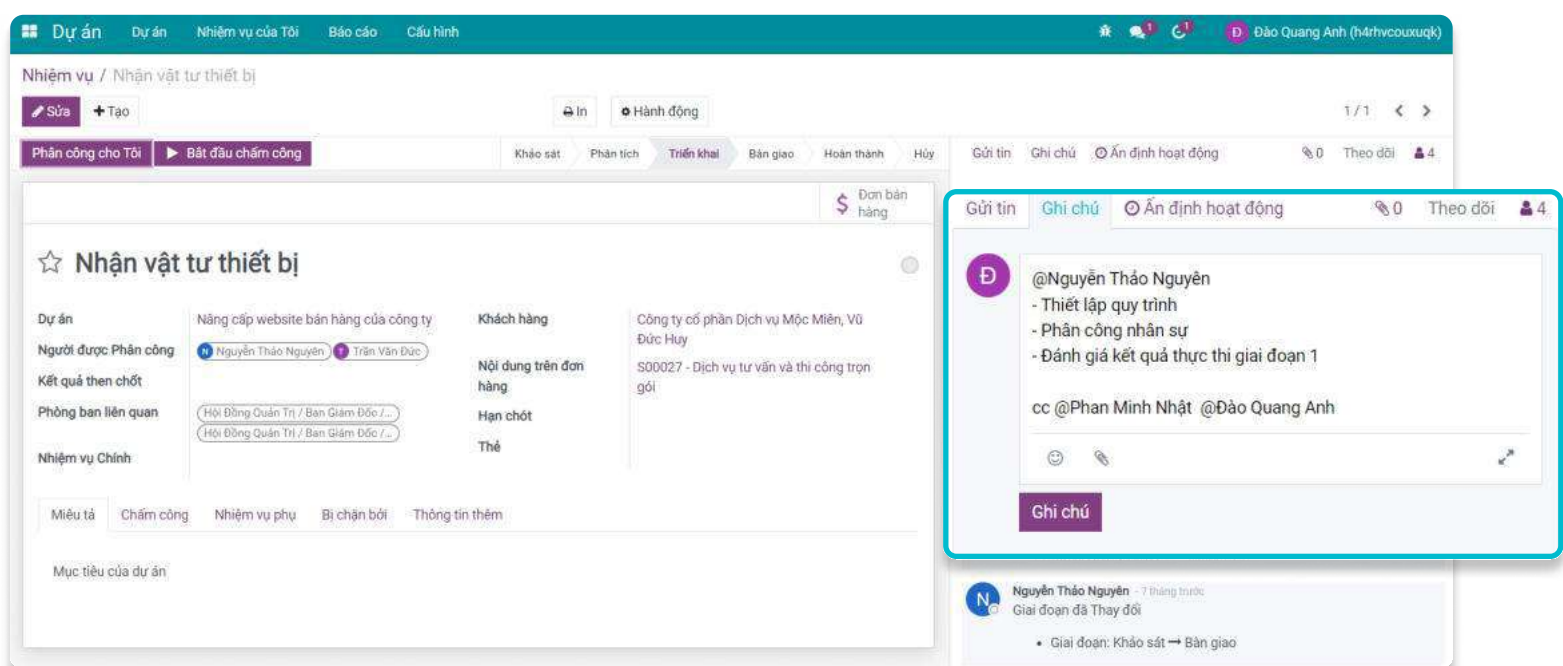 Dự án Dự án Nhiệm vụ của Tôi Báo cáo Cấu hình 1 1 Đ Đào Quang Anh (h4rhvcouxuqk)
Nhiệm vụ / Nhận vật tư thiết bị
Sửa Tạo In Hành động 1 / 1
Phân công cho Tôi Bắt đầu chấm công Khảo sát Phân tích Triển khai Bàn giao Hoàn thành Hủy Gửi tin Ghi chú Ấn định hoạt động 0 Theo dõi 4
$ Đơn bán
hàng
Nhận vật tư thiết bị
Dự án Nâng cấp website bán hàng của công ty
Người được Phân công N Nguyễn Thảo Nguyên T Trần Văn Đức
Kết quả then chốt
Phòng ban liên quan Hội Đồng Quản Trị / Ban Giám Đốc /...
Hội Đồng Quản Trị / Ban Giám Đốc /...
Nhiệm vụ Chính
Khách hàng Công ty cổ phần Dịch vụ Mộc Miên, Vũ
Đức Huy
Nội dung trên đơn
hàng
S00027 - Dịch vụ tư vấn và thi công trọn
gói
Hạn chót
Thẻ
Miêu tả Chấm công Nhiệm vụ phụ Bị chặn bởi Thông tin thêm
Mục tiêu của dự án
Gửi tin Ghi chú Ấn định hoạt động 0 Theo dõi 4
Đ
@Nguyễn Thảo Nguyên
- Thiết lập quy trình
- Phân công nhân sự
- Đánh giá kết quả thực thi giai đoạn 1
cc @Phan Minh Nhật @Đào Quang Anh
Ghi chú
N
Nguyễn Thảo Nguyên - 7 tháng trước
Giai đoạn đã Thay đổi
• Giai đoạn: Khảo sát → Bàn giao